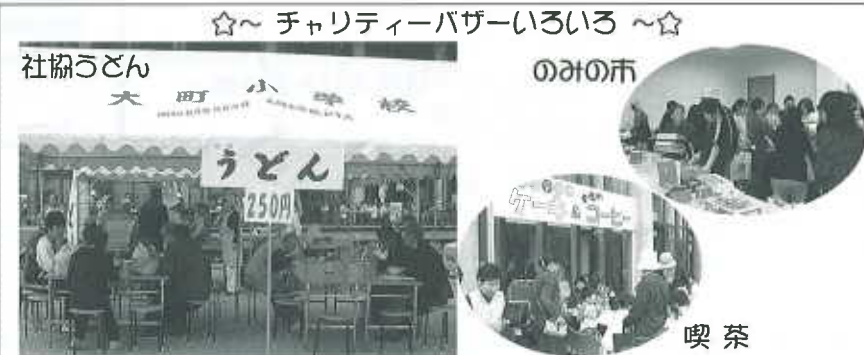 ☆～ チャリティーバザーいろいろ ～☆
社協うどん
大町小学校
うどん
250円
のみの市
ケーキ&コーヒー
喫茶